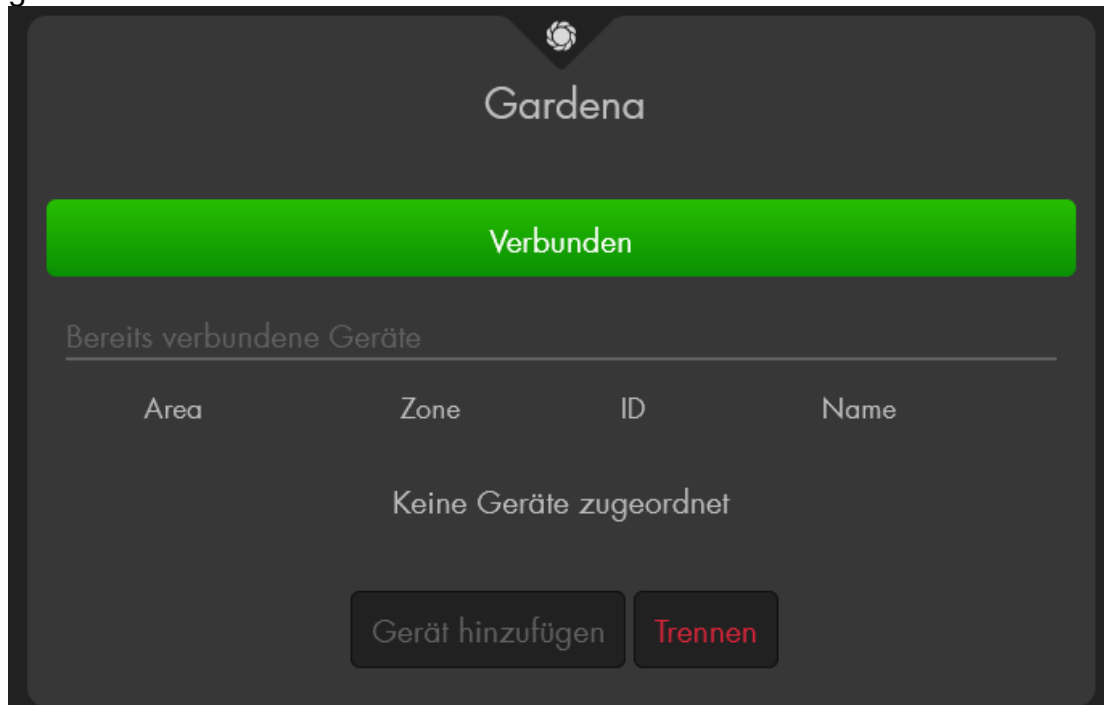 Gardena
Verbunden
Bereits verbundene Geräte
Area Zone ID Name
Keine Geräte zugeordnet
Gerät hinzufügen Trennen